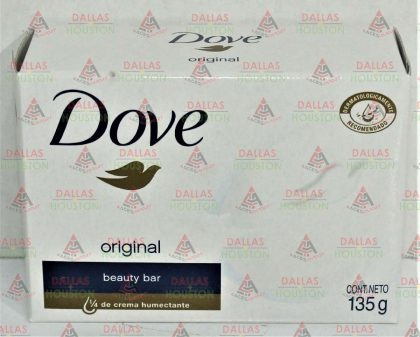 Dove
original
Dove
DERMATOLOGICAMENTE
RECOMENDADO
original
beauty bar
¼ de crema humectante
CONT. NETO
135 g
DALLAS
HOUSTON